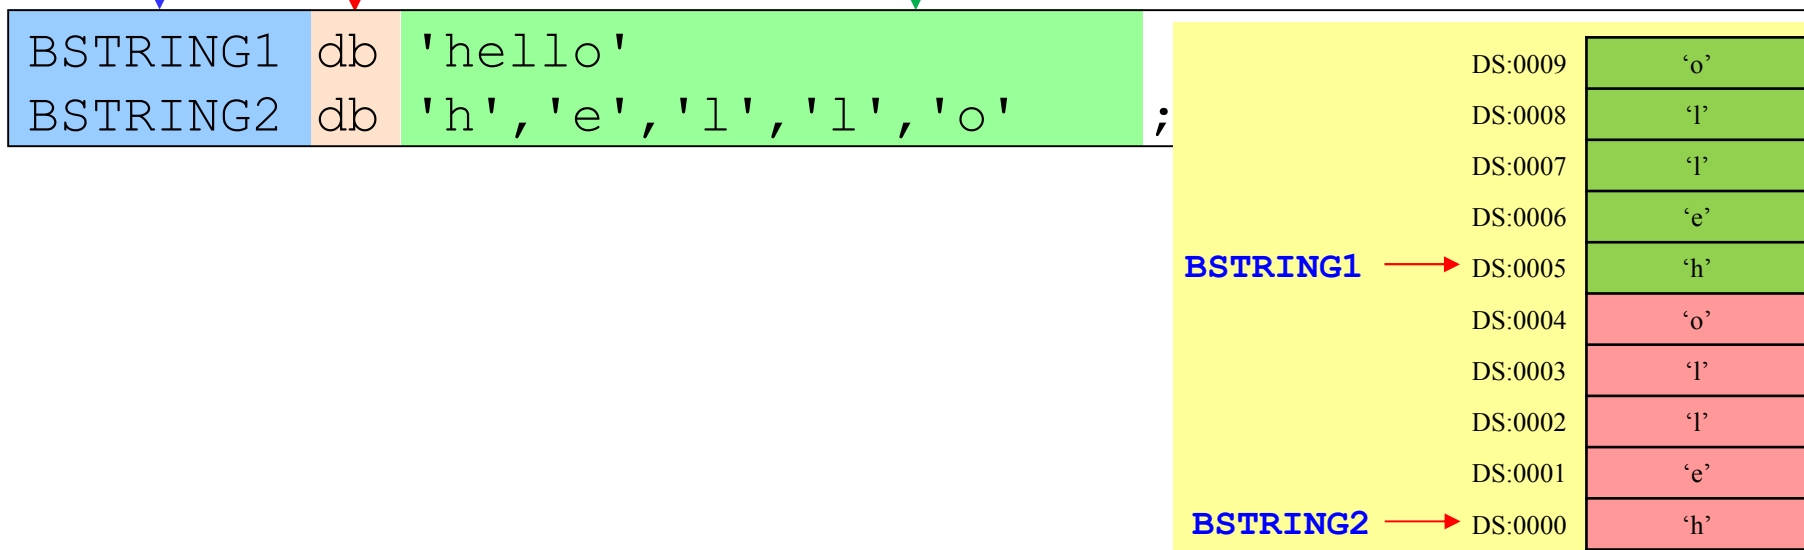 BSTRING1 db 'hello'
BSTRING2 db 'h','e','l','l','o' ;
DS:0009 ‘o’
DS:0008 ‘l’
DS:0007 ‘l’
DS:0006 ‘e’
BSTRING1 DS:0005 ‘h’
DS:0004 ‘o’
DS:0003 ‘l’
DS:0002 ‘l’
DS:0001 ‘e’
BSTRING2 DS:0000 ‘h’